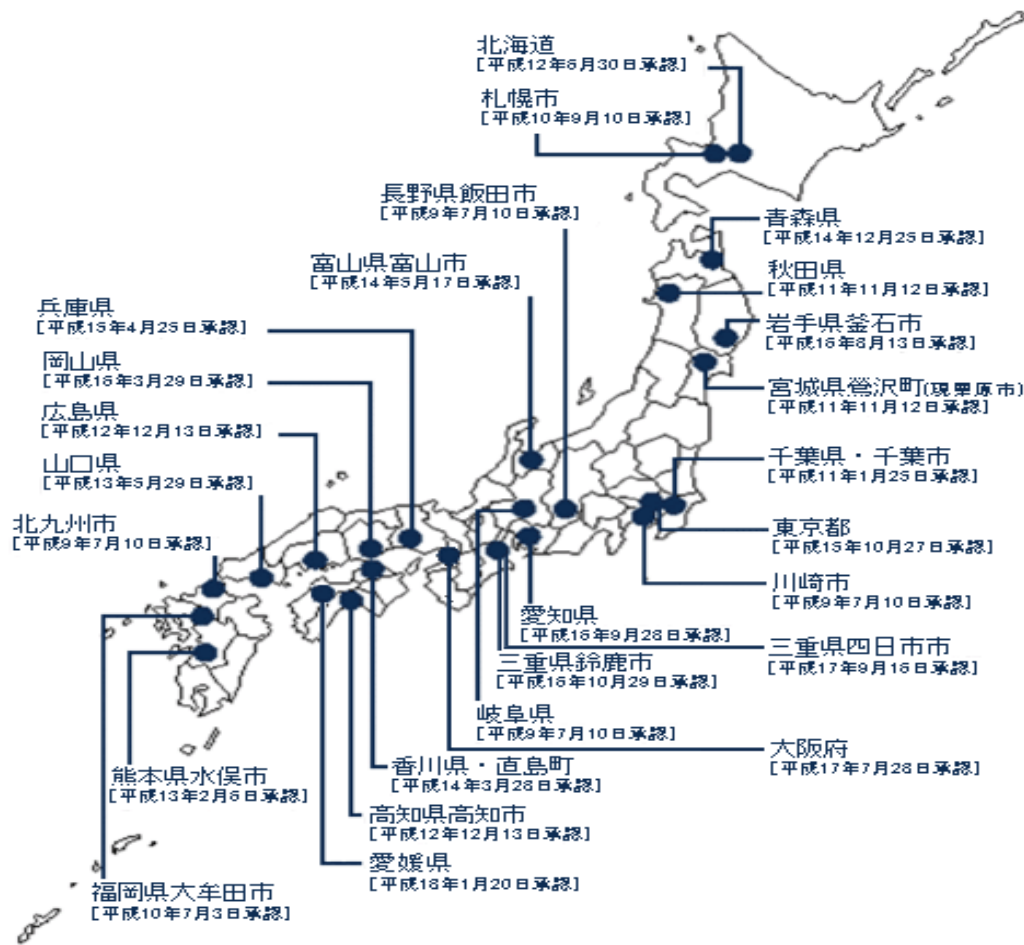 北海道
[平成12年6月30日承認]
札幌市
[平成10年9月10日承認]
長野県飯田市
[平成9年7月10日承認]
富山県富山市
[平成14年5月17日承認]
兵庫県
[平成15年4月25日承認]
岡山県
[平成16年3月29日承認]
広島県
[平成12年12月13日承認]
山口県
[平成13年5月29日承認]
北九州市
[平成9年7月10日承認]
青森県
[平成14年12月25日承認]
秋田県
[平成11年11月12日承認]
岩手県釜石市
[平成16年8月13日承認]
宮城県鶯沢町(現栗原市)
[平成11年11月12日承認]
千葉県・千葉市
[平成11年1月25日承認]
東京都
[平成15年10月27日承認]
川崎市
[平成9年7月10日承認]
愛知県
[平成16年9月28日承認]
三重県四日市市
[平成17年9月16日承認]
三重県鈴鹿市
[平成16年10月29日承認]
岐阜県
[平成9年7月10日承認]
大阪府
[平成17年7月28日承認]
香川県・直島町
[平成14年3月28日承認]
高知県高知市
[平成12年12月13日承認]
愛媛県
[平成18年1月20日承認]
熊本県水俣市
[平成13年2月6日承認]
福岡県大牟田市
[平成10年7月3日承認]